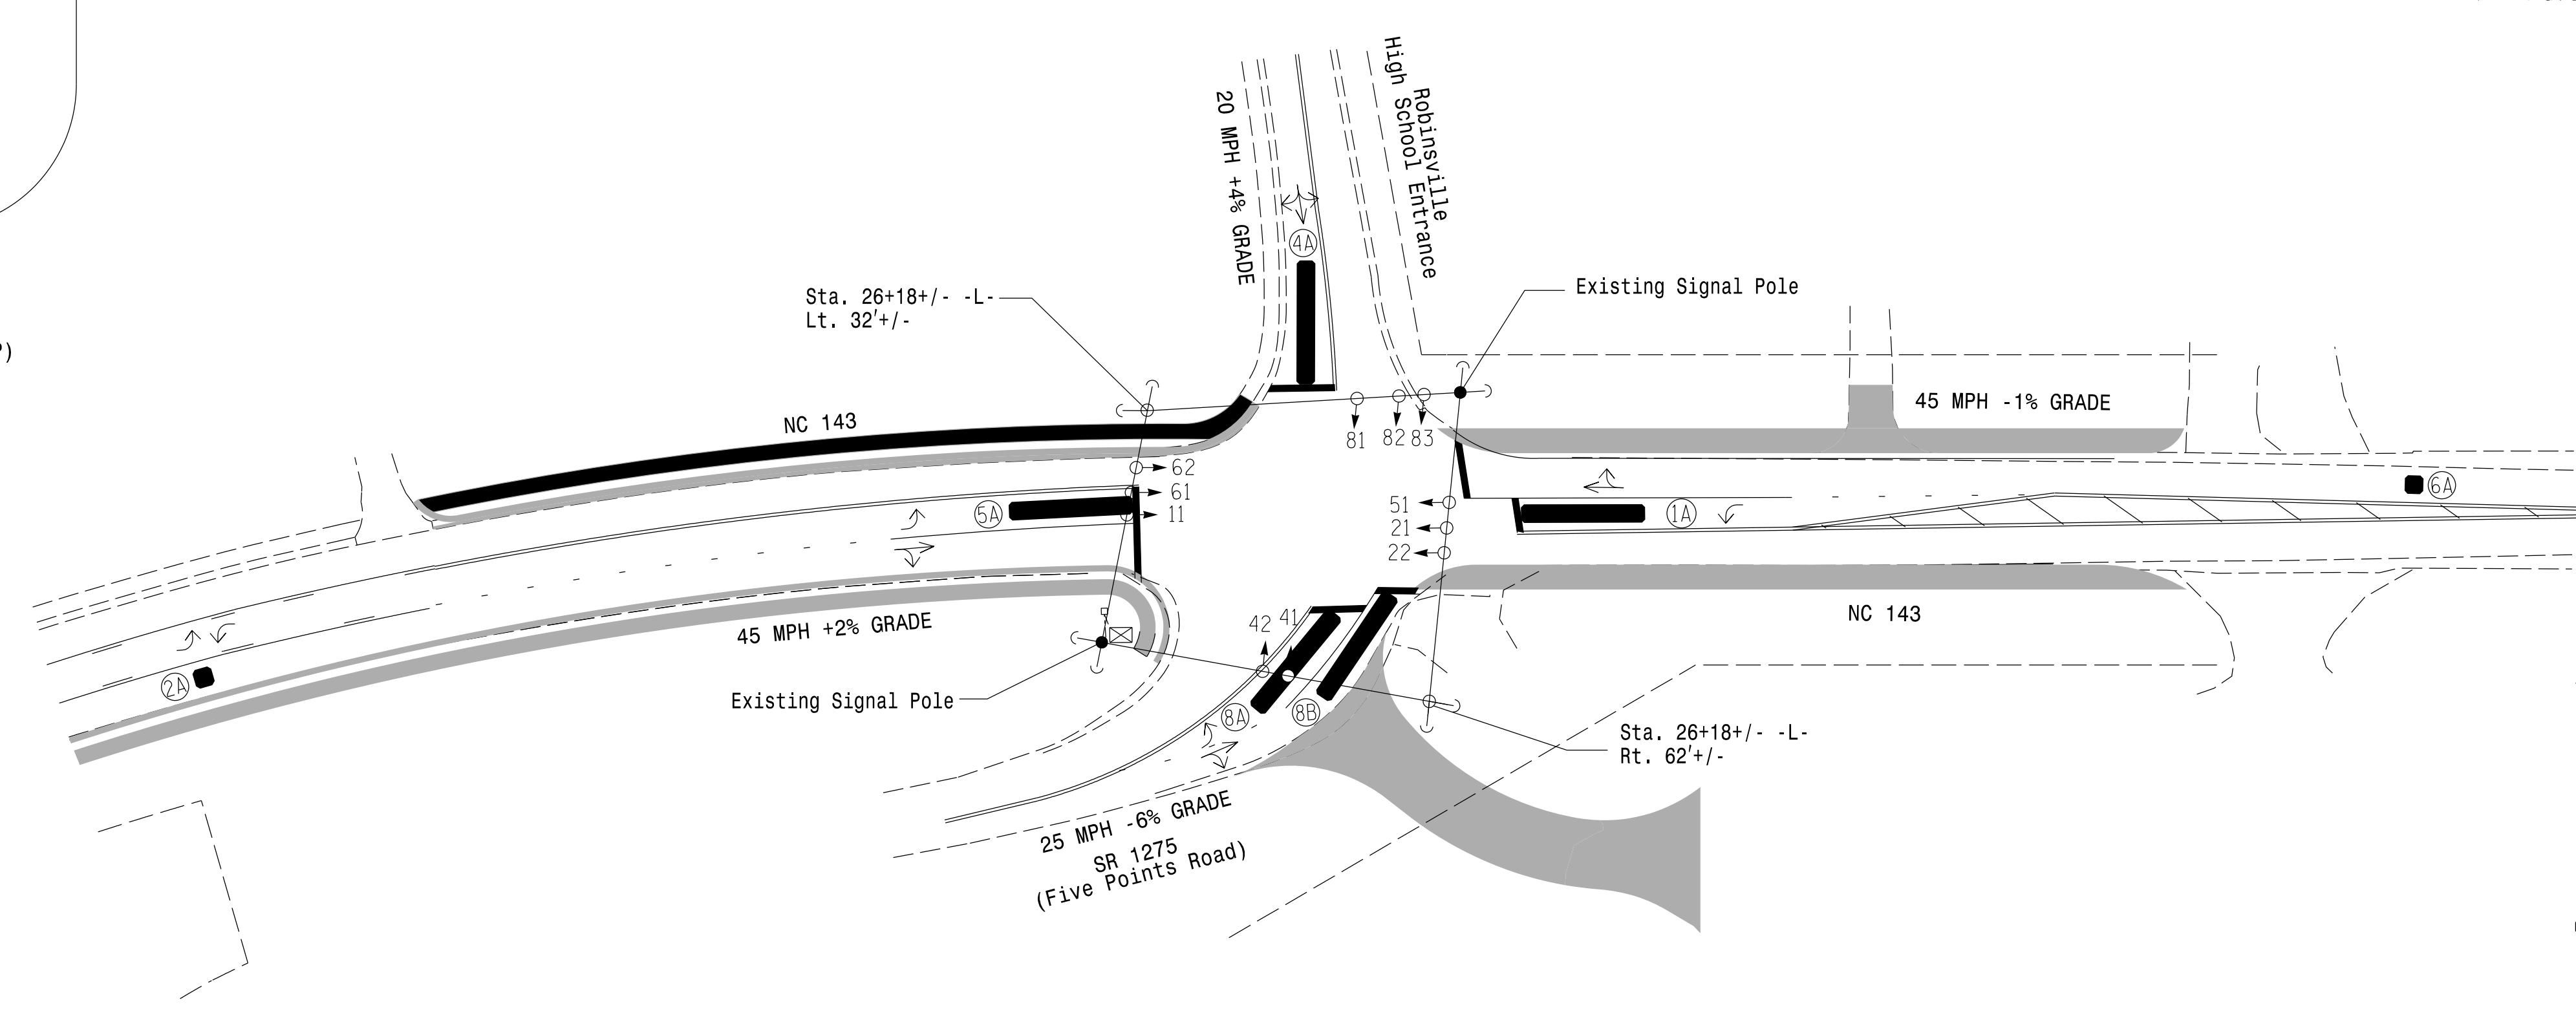 20 MPH +4% GRADE
Robinsville
High School Entrance
4A
Sta. 26+18+/- -L-
Lt. 32'+/-
Existing Signal Pole
NC 143
45 MPH -1% GRADE
81
82
83
62
61
11
5A
51
21
22
1A
6A
2A
45 MPH +2% GRADE
NC 143
42
41
8A
8B
Existing Signal Pole
Sta. 26+18+/- -L-
Rt. 62'+/-
25 MPH -6% GRADE
SR 1275
(Five Points Road)